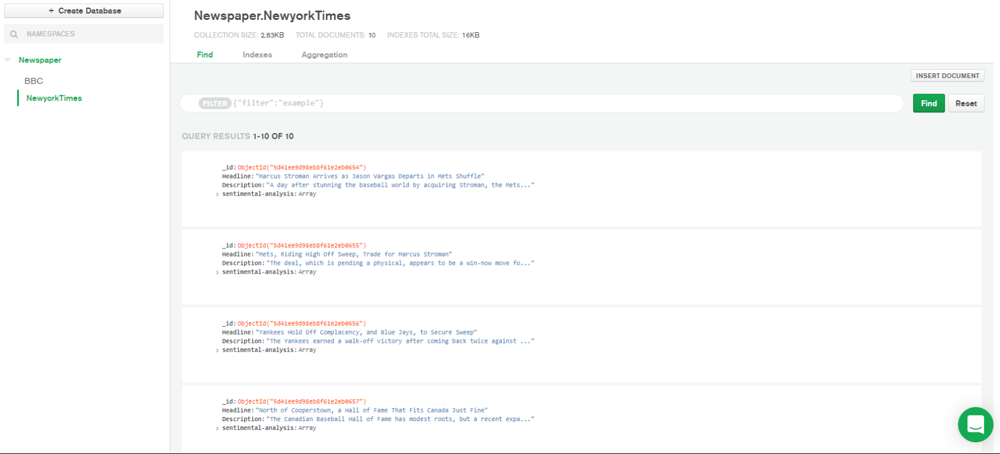 + Create Database
NAMESPACES
Newspaper
BBC
NewyorkTimes
Newspaper.NewyorkTimes
COLLECTION SIZE: 2.83KB TOTAL DOCUMENTS: 10 INDEXES TOTAL SIZE: 16KB
Find Indexes Aggregation
INSERT DOCUMENT
FILTER {"filter":"example"} Find Reset
QUERY RESULTS 1-10 OF 10
_id: ObjectId("5d41ee9d98eb8f61e2eb0654")
Headline: "Marcus Stroman Arrives as Jason Vargas Departs in Mets Shuffle"
Description: "A day after stunning the baseball world by acquiring Stroman, the Mets..."
> sentimental-analysis: Array
_id: ObjectId("5d41ee9d98eb8f61e2eb0655")
Headline: "Mets, Riding High Off Sweep, Trade for Marcus Stroman"
Description: "The deal, which is pending a physical, appears to be a win-now move fo..."
> sentimental-analysis: Array
_id: ObjectId("5d41ee9d98eb8f61e2eb0656")
Headline: "Yankees Hold Off Complacency, and Blue Jays, to Secure Sweep"
Description: "The Yankees earned a walk-off victory after coming back twice against ..."
> sentimental-analysis: Array
_id: ObjectId("5d41ee9d98eb8f61e2eb0657")
Headline: "North of Cooperstown, a Hall of Fame That Fits Canada Just Fine"
Description: "The Canadian Baseball Hall of Fame has modest roots, but a recent expa..."
> sentimental-analysis: Array